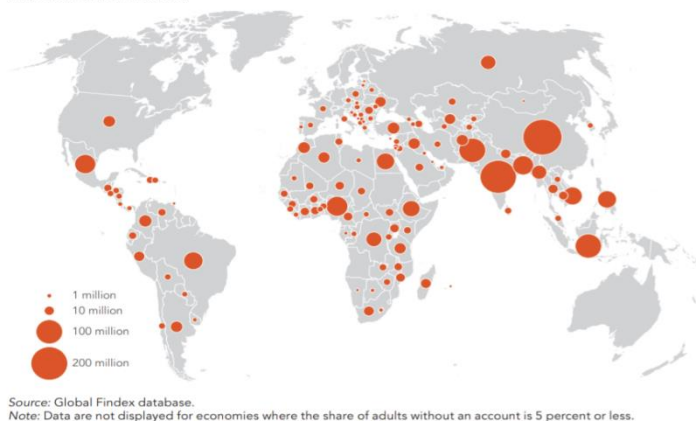 1 million
10 million
100 million
200 million
Source: Global Findex database.
Note: Data are not displayed for economies where the share of adults without an account is 5 percent or less.